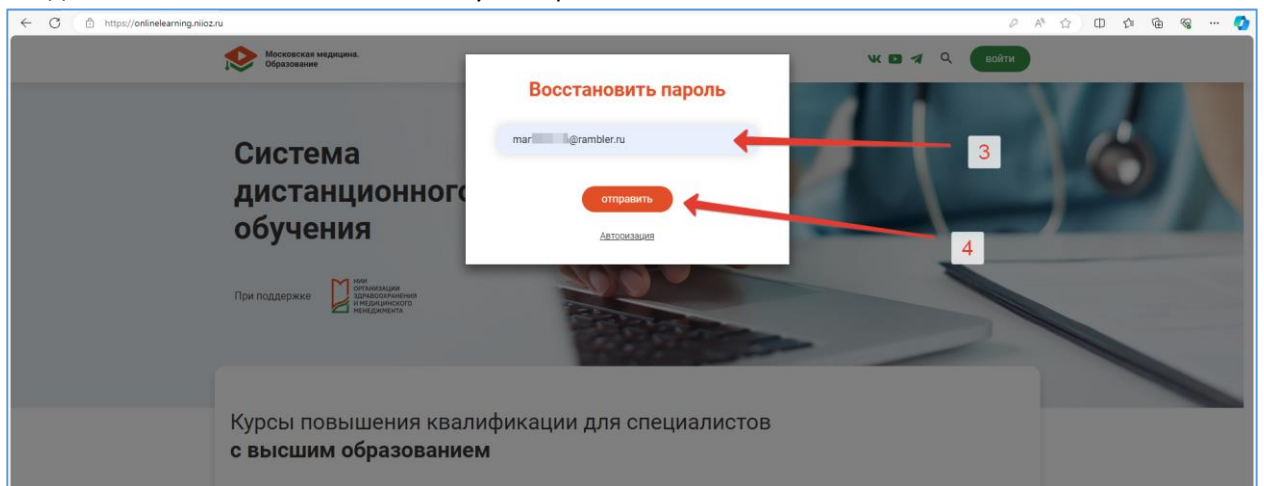 https://onlinelearning.niioz.ru
Московская медицина.
Образование
войти
Восстановить пароль
mar @rambler.ru
3
отправить
4
Авторизация
Система
дистанционного
обучения
При поддержке
НИИ
ОРГАНИЗАЦИИ
ЗДРАВООХРАНЕНИЯ
И МЕДИЦИНСКОГО
МЕНЕДЖМЕНТА
Курсы повышения квалификации для специалистов
с высшим образованием